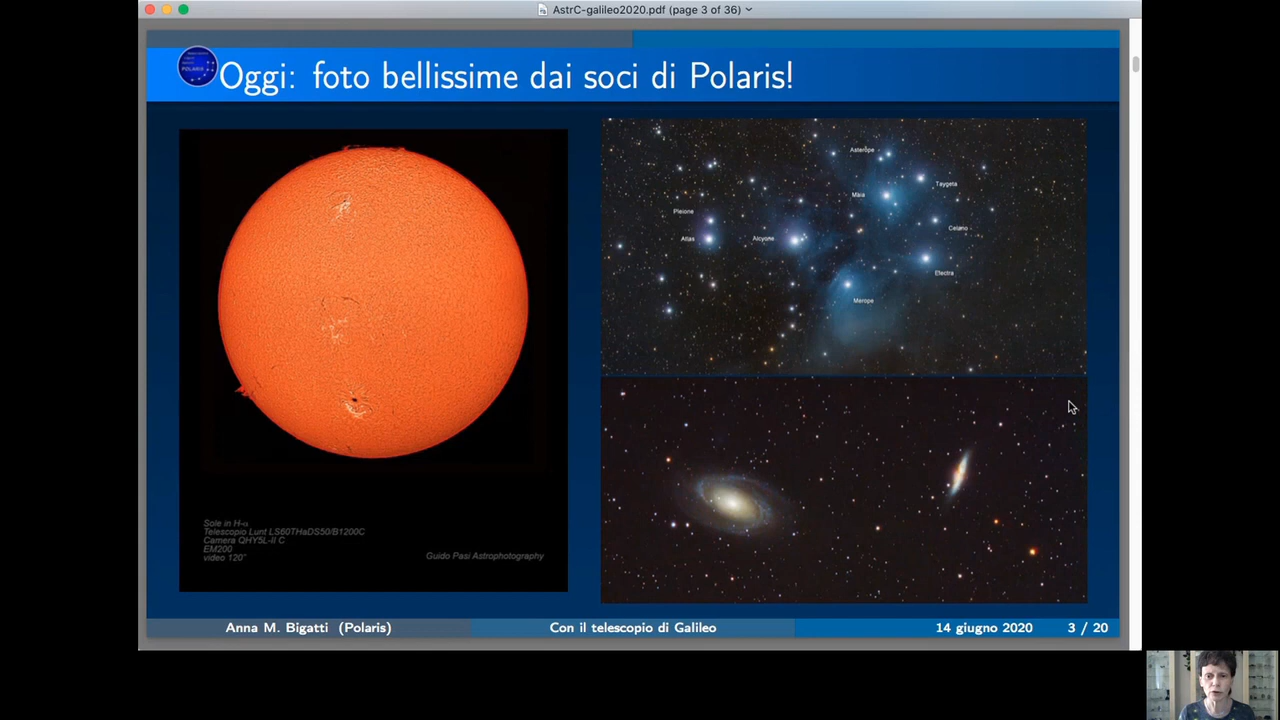 AstrC-galileo2020.pdf (page 3 of 36)
POLARIS
Oggi: foto bellissime dai soci di Polaris!
Asterope
Taygeta
Maia
Pleione
Celano
Atlas
Alcyone
Electra
Merope
Sole in H-α
Telescopio Lunt LS60THaDS50/B1200C
Camera QHY5L-II C
EM200
video 120"
Guido Pasi Astrophotography
Anna M. Bigatti (Polaris)
Con il telescopio di Galileo
14 giugno 2020
3 / 20